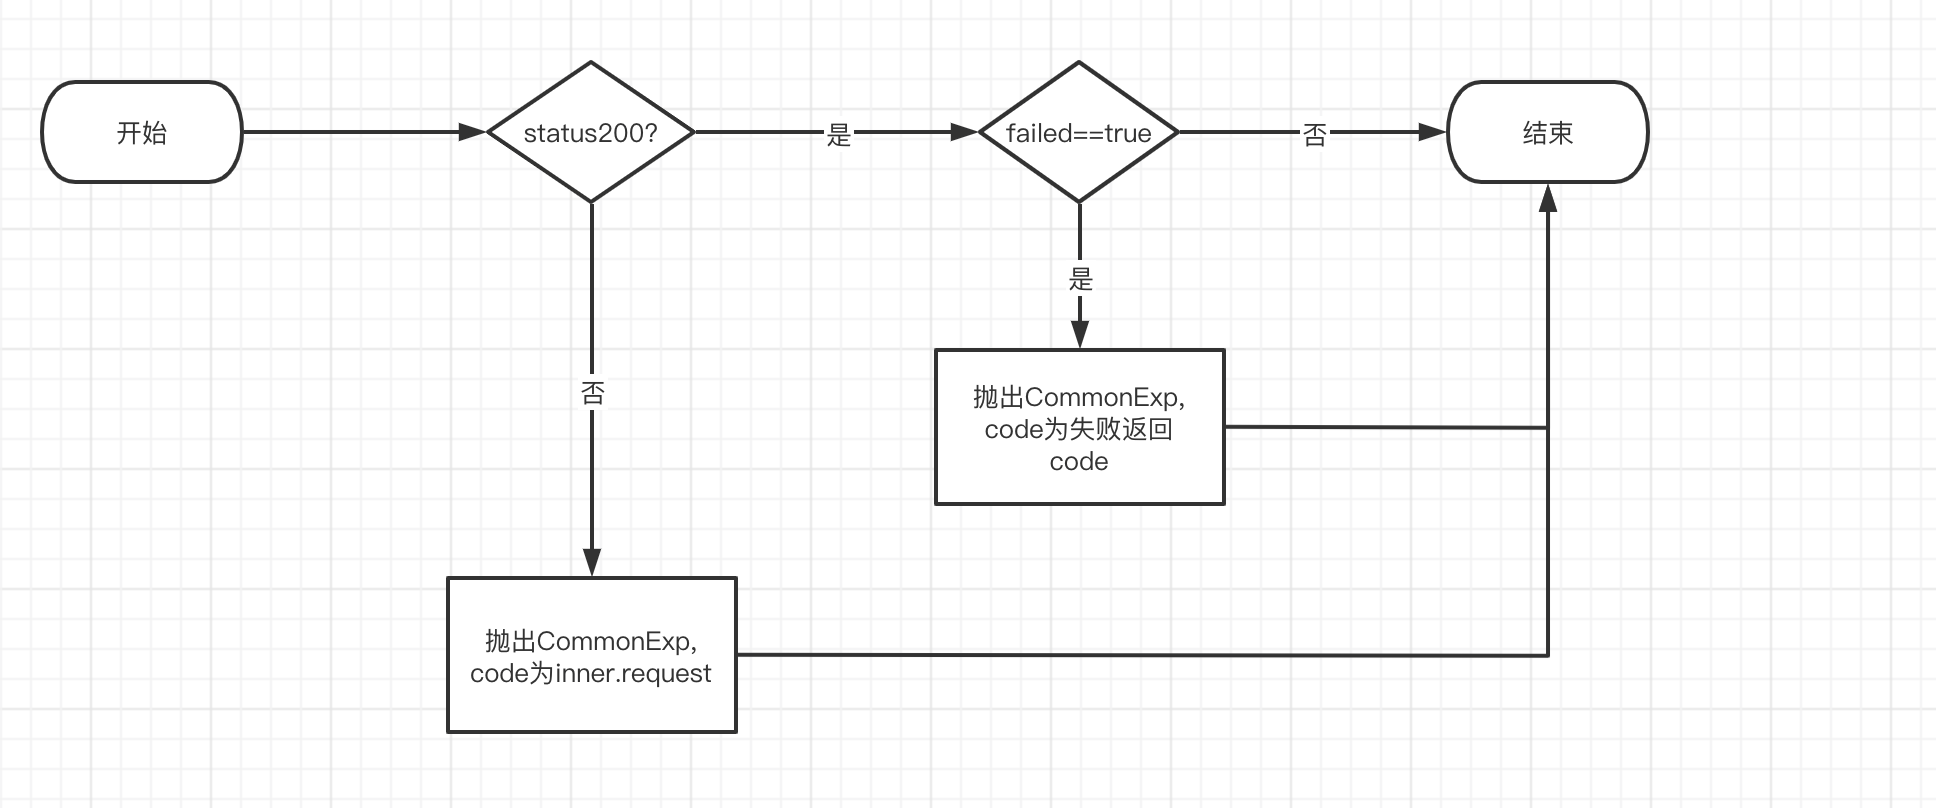 开始
status200?
是
failed==true
否
结束
是
否
抛出CommonExp,
code为失败返回
code
抛出CommonExp,
code为inner.request